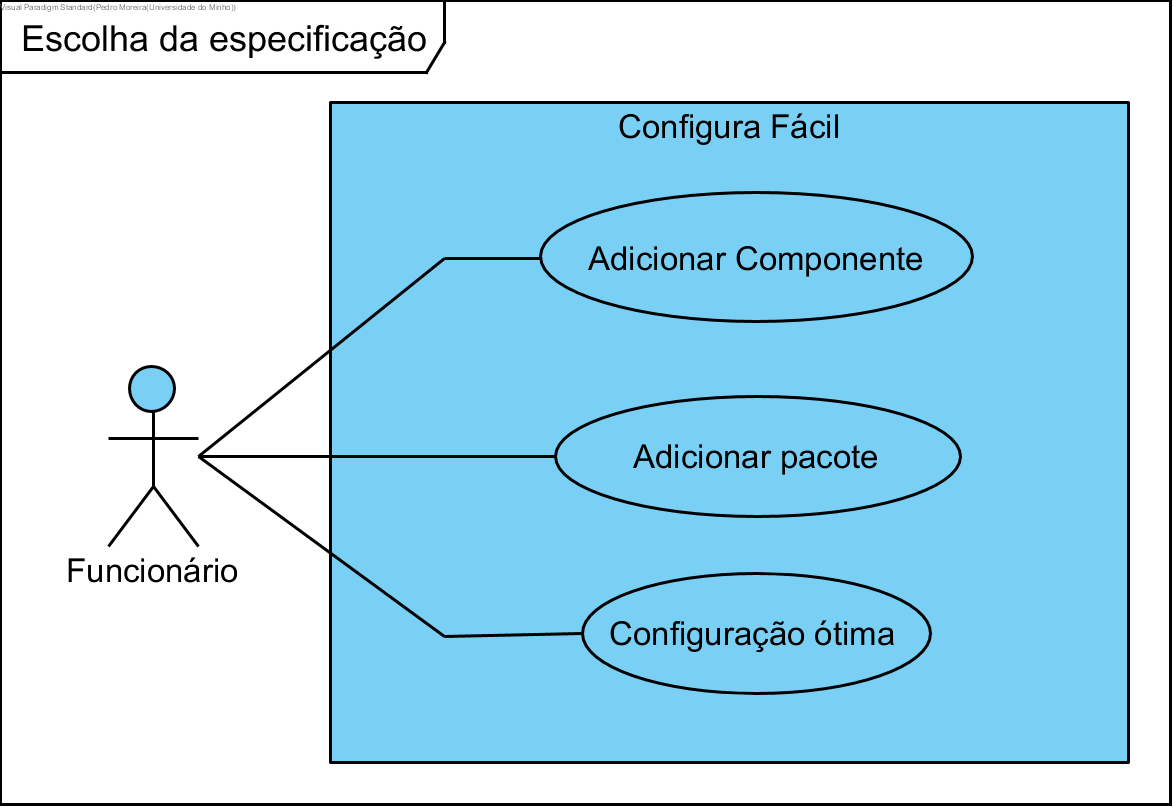 Visual Paradigm Standard(Pedro Moreira(Universidade do Minho))
Escolha da especificação
Configura Fácil
Adicionar Componente
Adicionar pacote
Funcionário
Configuração ótima